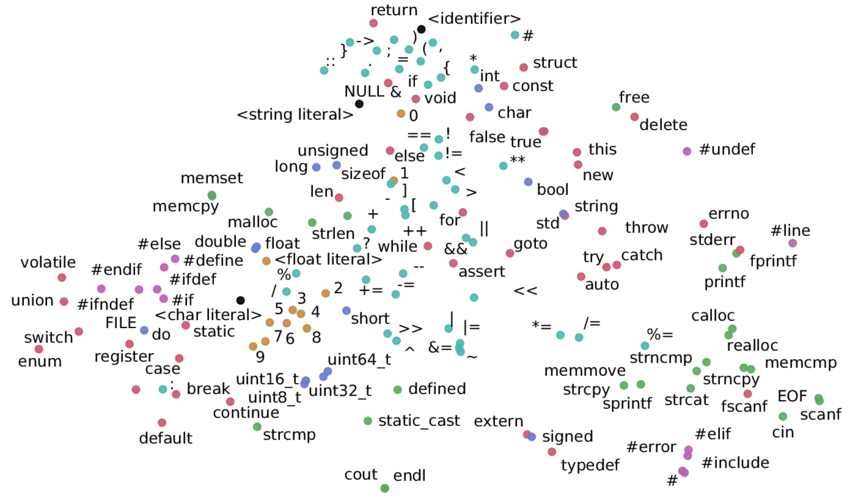 return
<identifier>
#
} -> ; ) ( ,
:: . = {
* int
struct
NULL & if
void
const
<string literal>
0
char
free
delete
== !
false true
#undef
unsigned
else
!=
this
long
sizeof 1
<
**
new
memset
len
]
>
bool
memcpy
- [
malloc
+
for
string
std
errno
strlen
++
||
throw
#line
#else
double
float
?
while
&&
goto
stderr
fprintf
volatile
#define
<float literal>
try catch
#endif
#ifdef
%
--
assert
auto
printf
union
#ifndef
#if
/
2
+=
-=
<<
<char literal>
3
calloc
FILE
5 4
short
switch
do
static
7 6 8
>>
|
|=
*=
/=
%=
realloc
enum
register
9
^
&=
~
strncmp
memcmp
case
uint64_t
memmove
strncpy
:
break
uint16_t
uint8_t
uint32_t
defined
strcpy
strcat
EOF
continue
sprintf
fscanf
scanf
default
strcmp
static_cast
extern
signed
cin
#error
#elif
typedef
#include
cout
endl
#